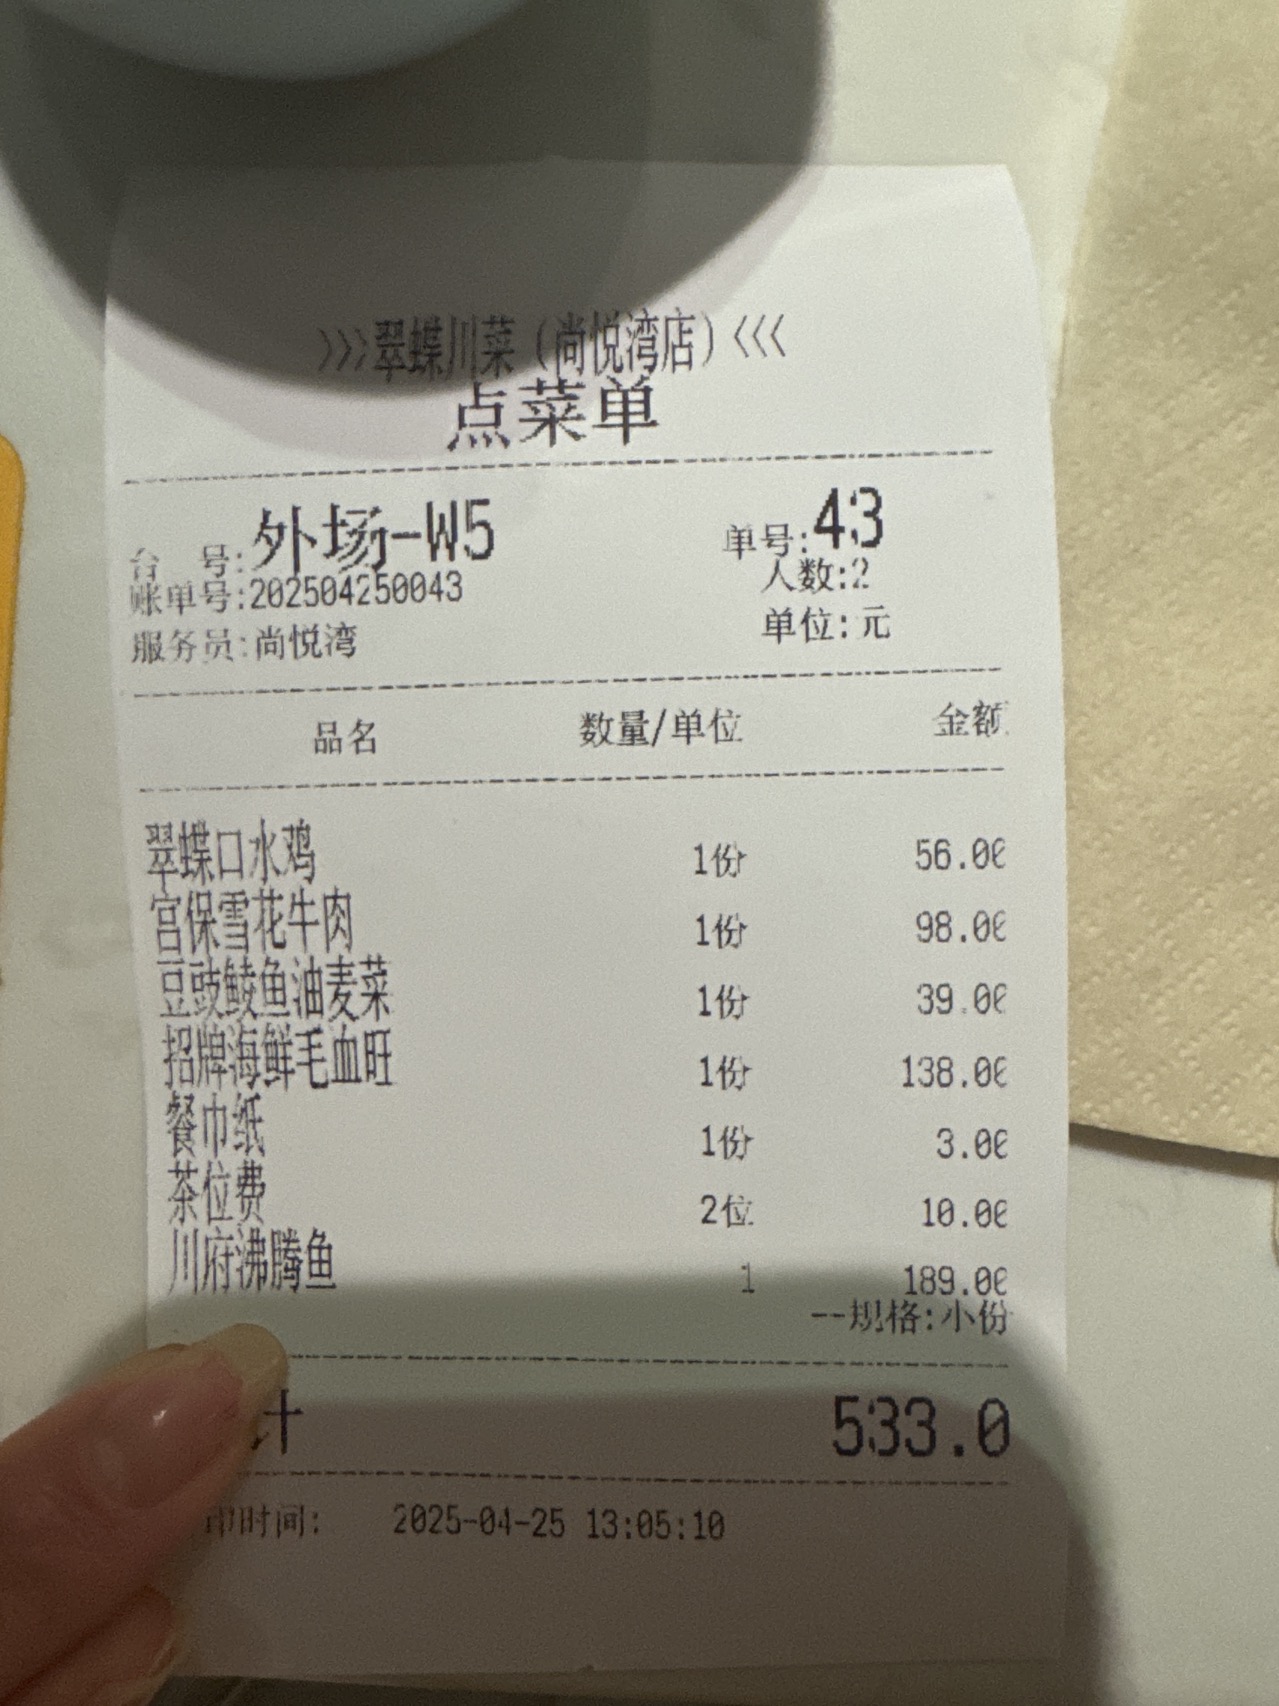 >>>翠蝶川菜（尚悦湾店）<<<
点菜单
台 号:外场-W5 单号:43
账单号:202504250043 人数:2
服务员:尚悦湾 单位:元
品名 数量/单位 金额
翠蝶口水鸡 1份 56.00
宫保雪花牛肉 1份 98.00
豆豉鲮鱼油麦菜 1份 39.00
招牌海鲜毛血旺 1份 138.00
餐巾纸 1份 3.00
茶位费 2位 10.00
川府沸腾鱼 1 189.00
--规格:小份
计 533.0
印时间: 2025-04-25 13:05:10